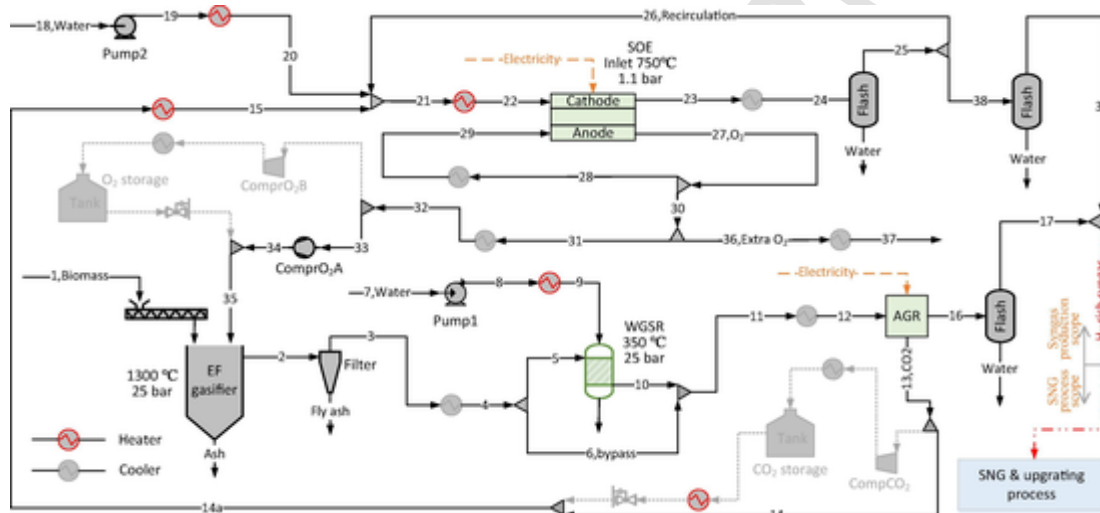 18,Water
19
Pump2
20
26,Recirculation
Electricity
SOE
Inlet 750℃
1.1 bar
25
15
21
22
Cathode
Anode
23
24
Flash
Water
38
Flash
Water
29
27,O₂
28
30
O₂ storage
Tank
ComprO₂B
32
31
36,Extra O₂
37
34
33
ComprO₂A
35
1,Biomass
7,Water
8
9
Pump1
WGSR
350 ℃
25 bar
Electricity
17
11
12
AGR
16
Flash
Water
13,CO2
2
3
Filter
Fly ash
1300 ℃
25 bar
EF
gasifier
Ash
4
5
10
6,bypass
Heater
Cooler
Tank
CO₂ storage
CompCO₂
Syngas
production
scope
SNG
process
scope
SNG & upgrating
process
14a